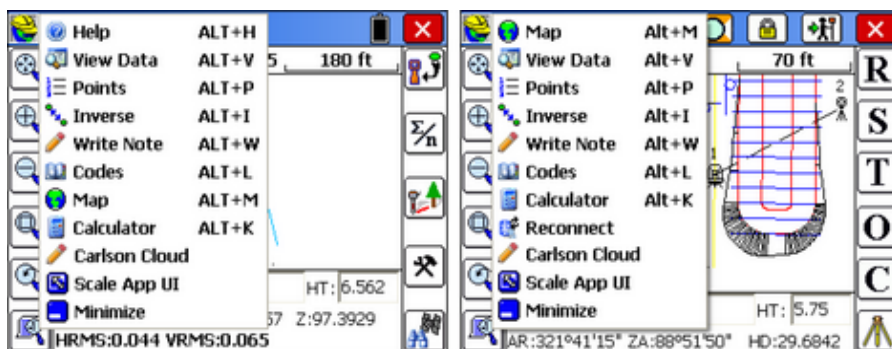 Help ALT+H
View Data ALT+V
Points ALT+P
Inverse ALT+I
Write Note ALT+W
Codes ALT+L
Map ALT+M
Calculator ALT+K
Carlson Cloud
Scale App UI
Minimize
180 ft
Σ/n
HT: 6.562
Z:97.3929
HRMS:0.044 VRMS:0.065
Map Alt+M
View Data Alt+V
Points Alt+P
Inverse Alt+I
Write Note Alt+W
Codes Alt+L
Calculator Alt+K
Reconnect
Carlson Cloud
Scale App UI
Minimize
70 ft
2
1
R
S
T
O
C
HT: 5.75
AR:321°41'15" ZA:88°51'50" HD:29.6842